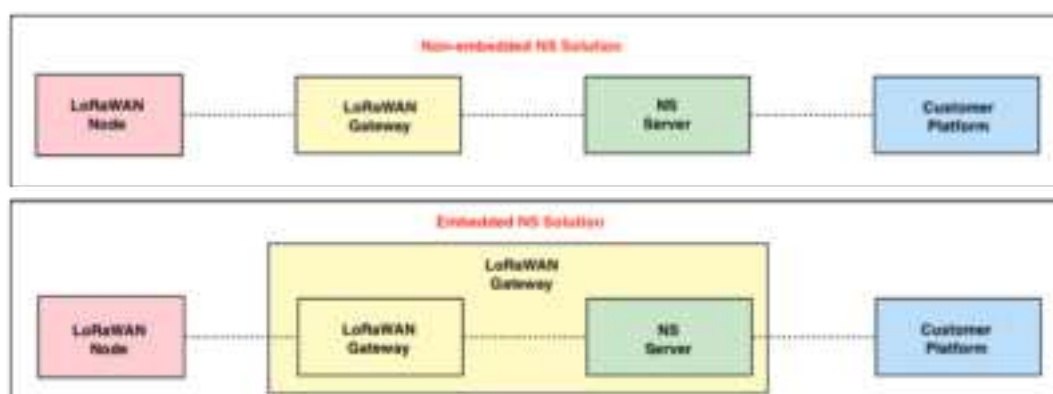 Non-embedded NS Solution
LoRaWAN
Node
LoRaWAN
Gateway
NS
Server
Customer
Platform
Embedded NS Solution
LoRaWAN
Gateway
LoRaWAN
Node
LoRaWAN
Gateway
NS
Server
Customer
Platform